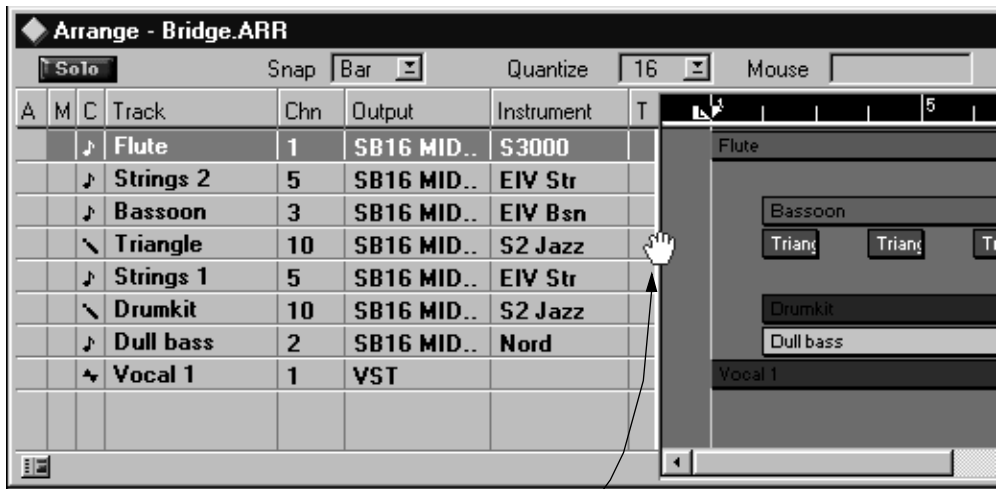 Arrange - Bridge.ARR
Solo Snap Bar Quantize 16 Mouse
A M C Track Chn Output Instrument T L 1 5
Flute 1 SB16 MID.. S3000 Flute
Strings 2 5 SB16 MID.. EIV Str
Bassoon 3 SB16 MID.. EIV Bsn Bassoon
Triangle 10 SB16 MID.. S2 Jazz Triang Triang
Strings 1 5 SB16 MID.. EIV Str
Drumkit 10 SB16 MID.. S2 Jazz Drumkit
Dull bass 2 SB16 MID.. Nord Dull bass
Vocal 1 1 VST Vocal 1